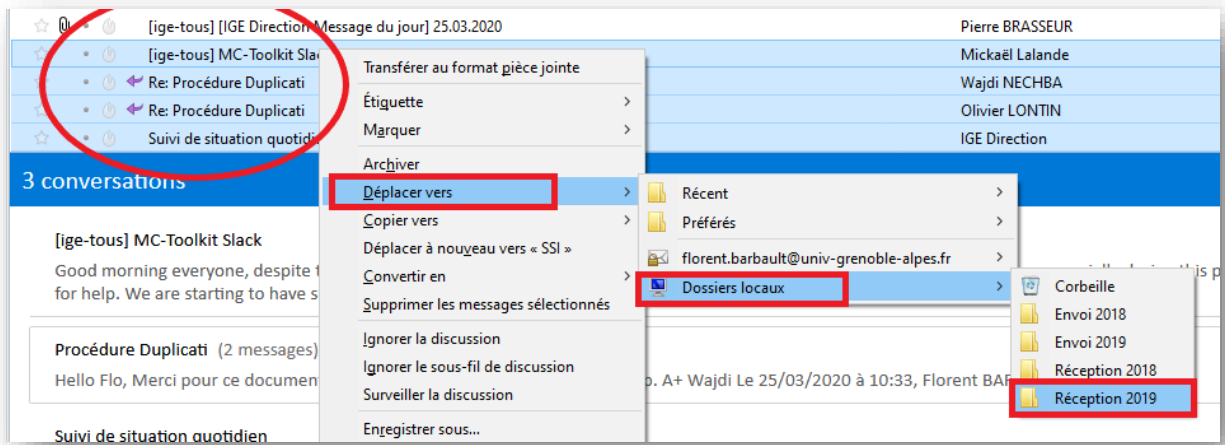 [ige-tous] [IGE Direction Message du jour] 25.03.2020 Pierre BRASSEUR
[ige-tous] MC-Toolkit Sla Mickaël Lalande
Re: Procédure Duplicati Wajdi NECHBA
Re: Procédure Duplicati Olivier LONTIN
Suivi de situation quotidi IGE Direction
3 conversations
[ige-tous] MC-Toolkit Slack
Good morning everyone, despite this p
for help. We are starting to have s
Procédure Duplicati (2 messages)
Hello Flo, Merci pour ce documen p. A+ Wajdi Le 25/03/2020 à 10:33, Florent BAR
Suivi de situation quotidien
Transférer au format pièce jointe
Étiquette
Marquer
Archiver
Déplacer vers
Copier vers
Déplacer à nouveau vers « SSI »
Convertir en
Supprimer les messages sélectionnés
Ignorer la discussion
Ignorer le sous-fil de discussion
Surveiller la discussion
Enregistrer sous...
Récent
Préférés
florent.barbault@univ-grenoble-alpes.fr
Dossiers locaux
Corbeille
Envoi 2018
Envoi 2019
Réception 2018
Réception 2019